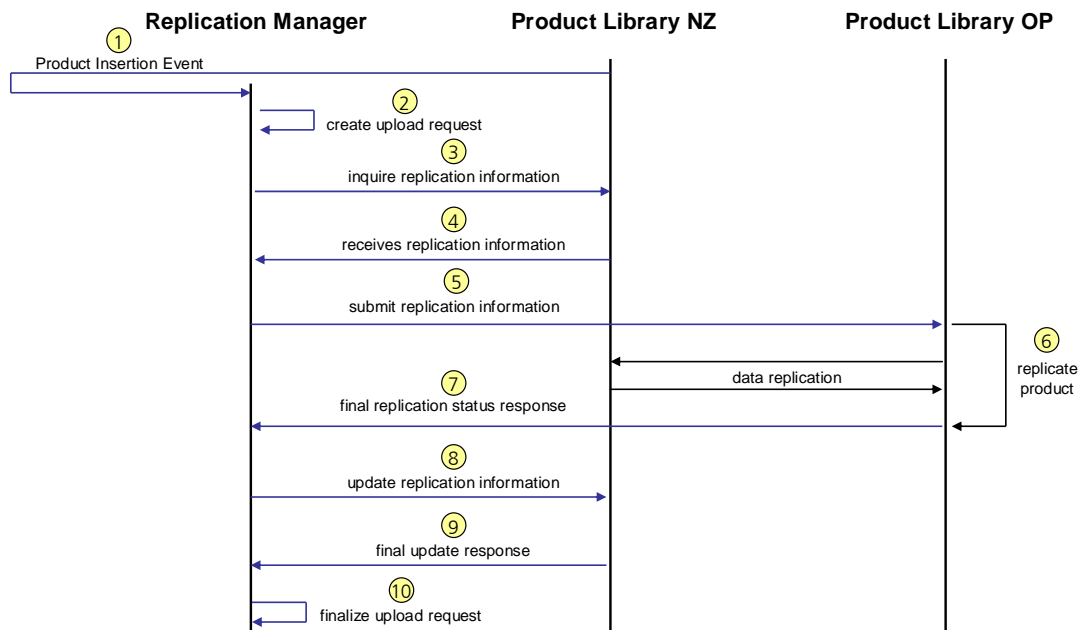 Replication Manager
Product Library NZ
Product Library OP
1
Product Insertion Event
2
create upload request
3
inquire replication information
4
receives replication information
5
submit replication information
6
replicate
product
data replication
7
final replication status response
8
update replication information
9
final update response
10
finalize upload request